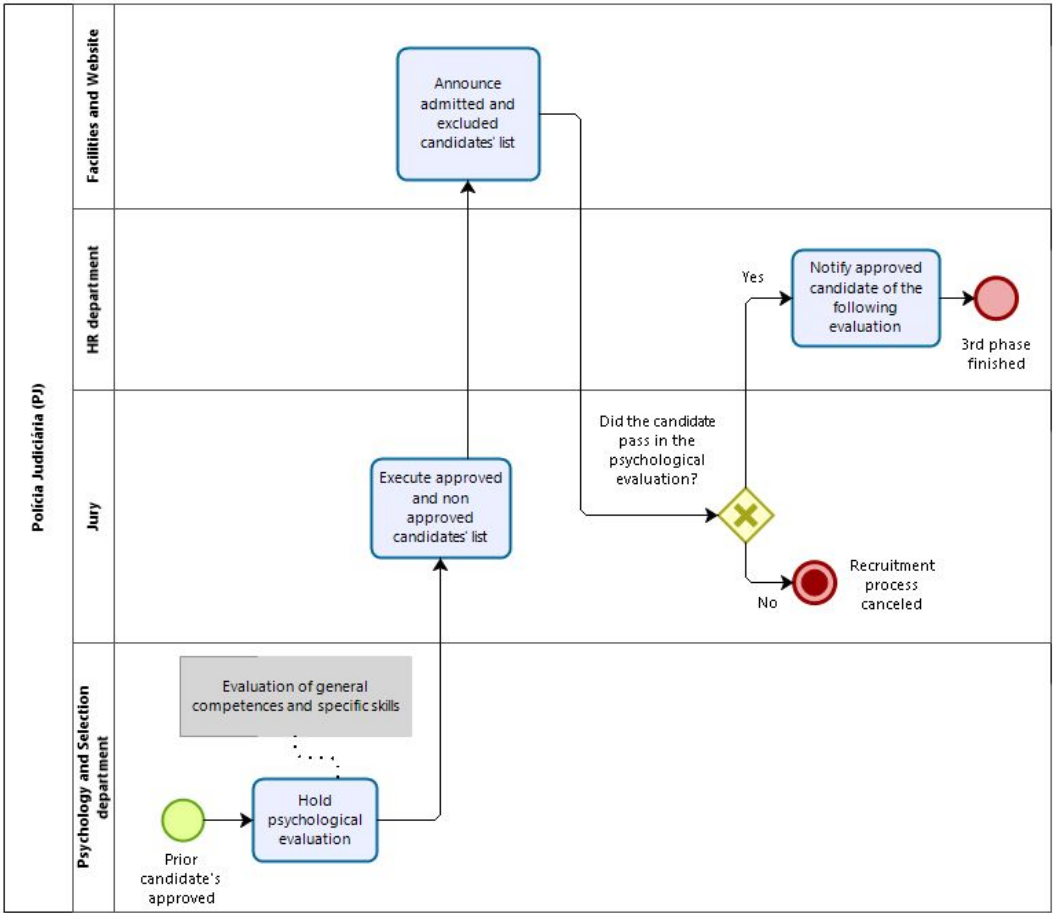 Polícia Judiciária (PJ)
Facilities and Website
Announce
admitted and
excluded
candidates' list
HR department
Yes
Notify approved
candidate of the
following
evaluation
3rd phase
finished
Jury
Execute approved
and non
approved
candidates' list
Did the candidate
pass in the
psychological
evaluation?
No
Recruitment
process
canceled
Psychology and Selection
department
Evaluation of general
competences and specific skills
Hold
psychological
evaluation
Prior
candidate's
approved